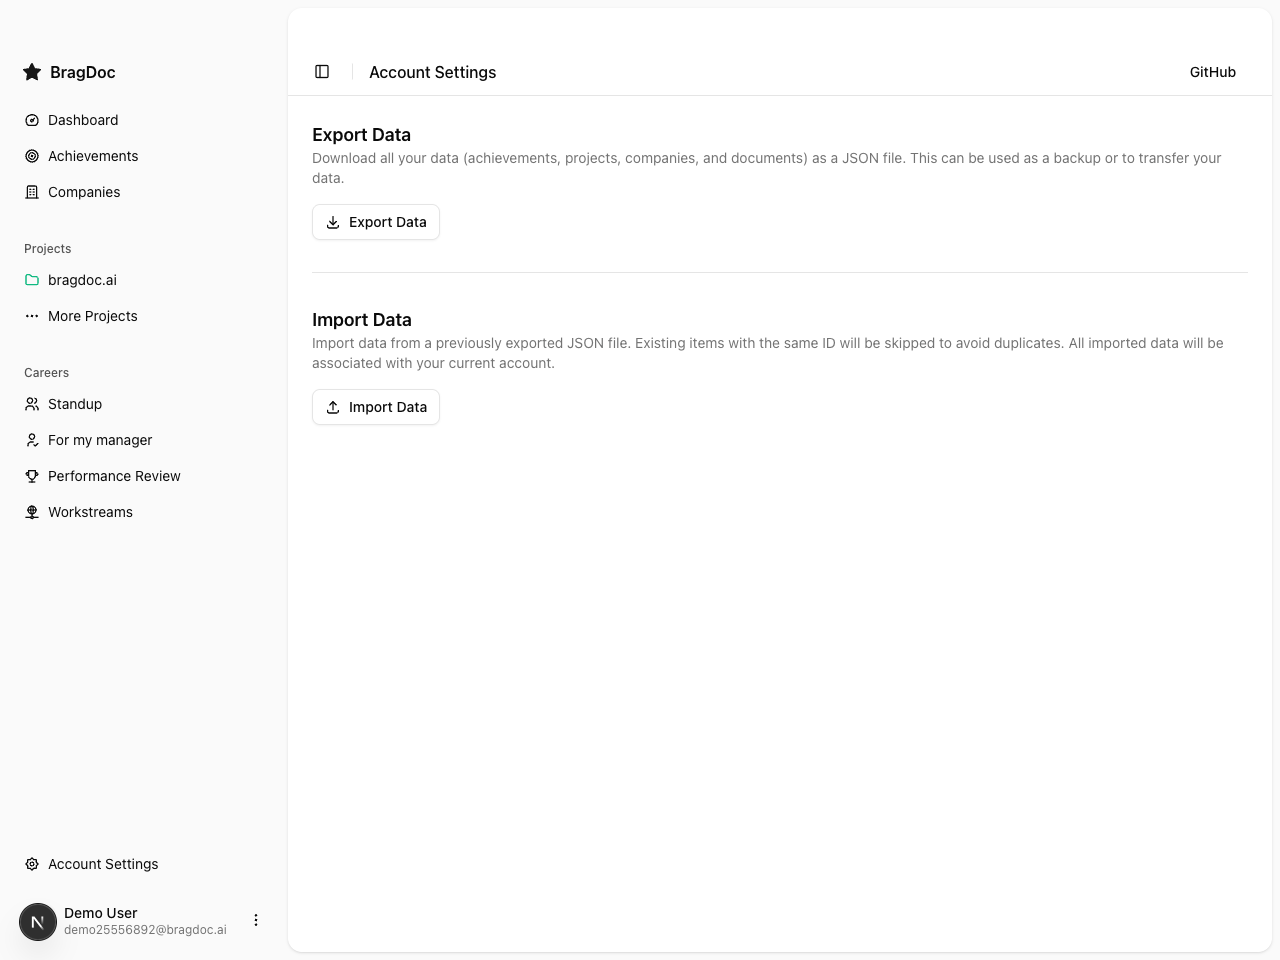 BragDoc
Dashboard
Achievements
Companies
Projects
bragdoc.ai
More Projects
Careers
Standup
For my manager
Performance Review
Workstreams
Account Settings
N
Demo User
demo25556892@bragdoc.ai
Account Settings
GitHub
Export Data
Download all your data (achievements, projects, companies, and documents) as a JSON file. This can be used as a backup or to transfer your
data.
Export Data
Import Data
Import data from a previously exported JSON file. Existing items with the same ID will be skipped to avoid duplicates. All imported data will be
associated with your current account.
Import Data